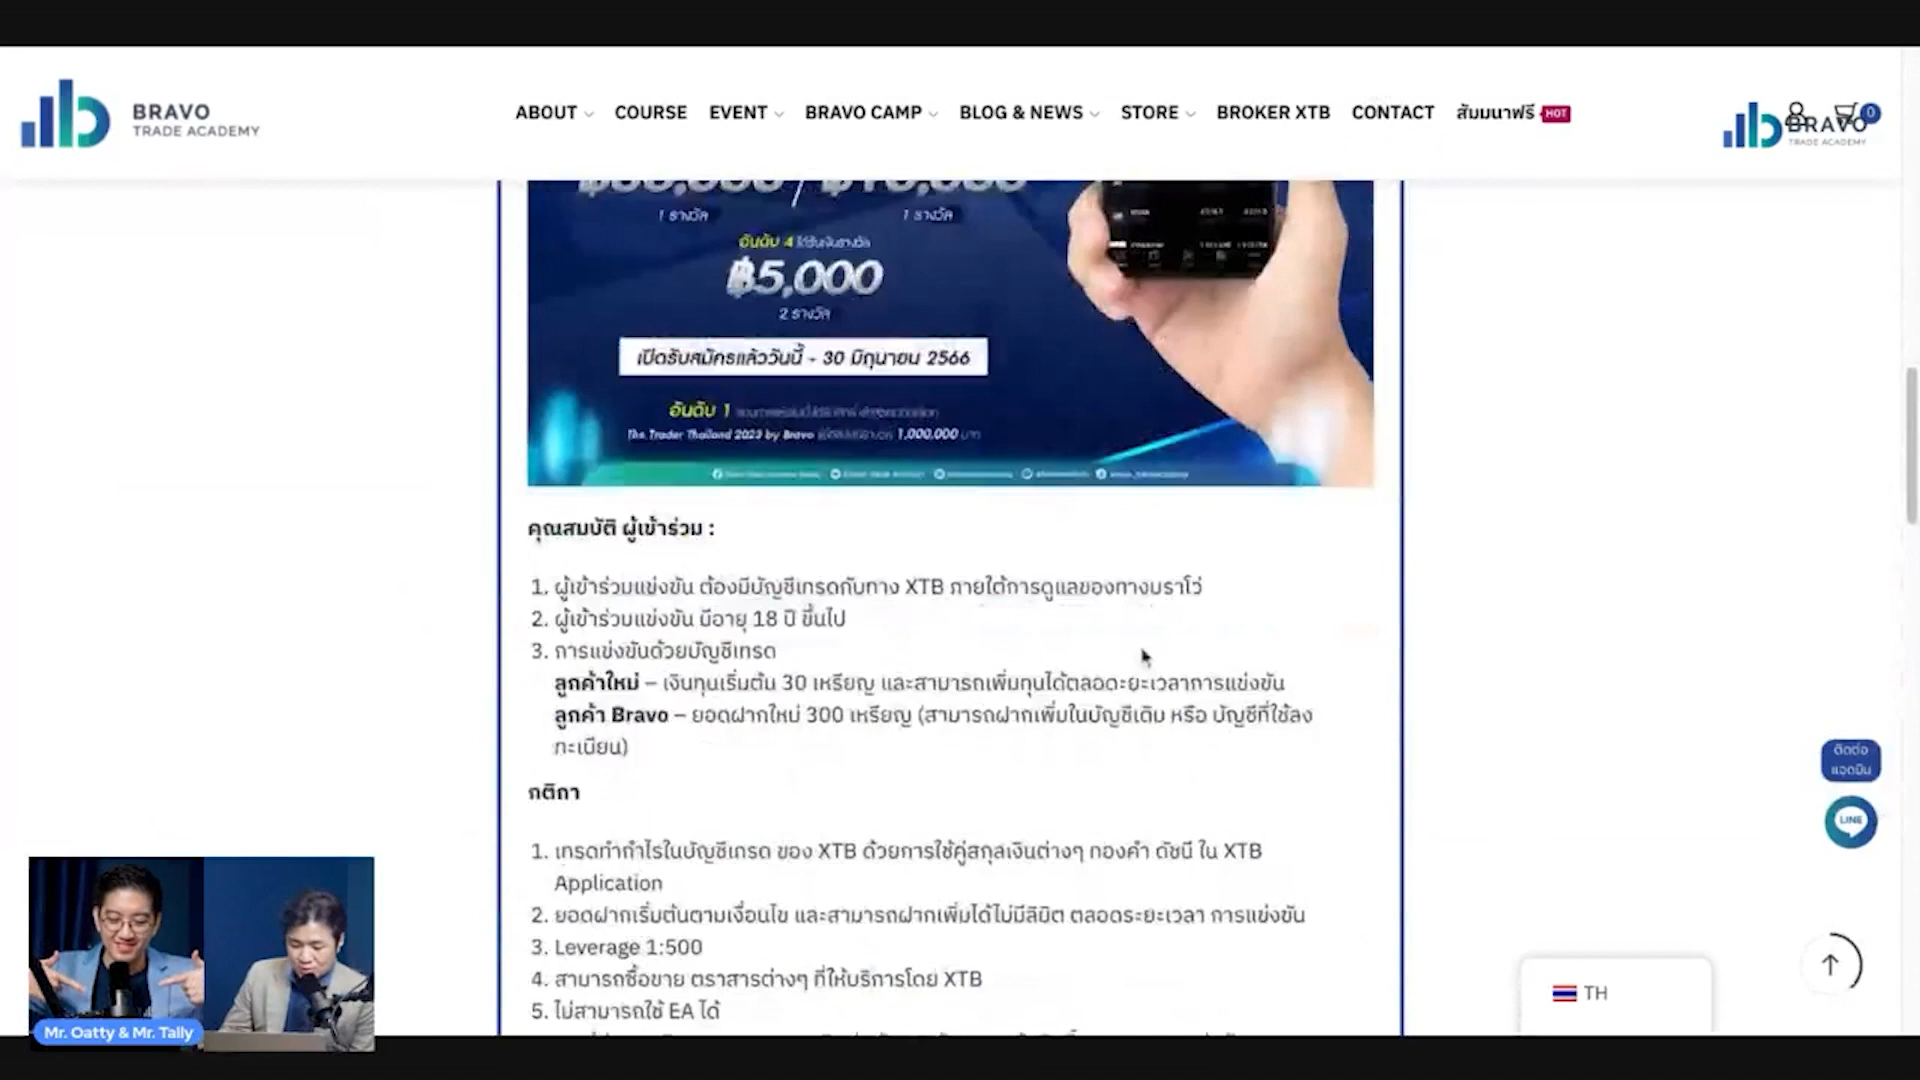 BRAVO
TRADE ACADEMY
ABOUT
COURSE
EVENT
BRAVO CAMP
BLOG & NEWS
STORE
BROKER XTB
CONTACT
สัมมนาฟรี
HOT
0
BRAVO
TRADE ACADEMY
1 รางวัล
1 รางวัล
อันดับ 4 ได้รับเงินรางวัล
฿5,000
2 รางวัล
เปิดรับสมัครแล้ววันนี้ - 30 มิถุนายน 2566
อันดับ 1
The Trader Thailand 2023 by Bravo 1,000,000 บาท
คุณสมบัติ ผู้เข้าร่วม :
1. ผู้เข้าร่วมแข่งขัน ต้องมีบัญชีเทรดกับทาง XTB ภายใต้การดูแลของทางบราโว่
2. ผู้เข้าร่วมแข่งขัน มีอายุ 18 ปี ขึ้นไป
3. การแข่งขันด้วยบัญชีเทรด
ลูกค้าใหม่ – เงินทุนเริ่มต้น 30 เหรียญ และสามารถเพิ่มทุนได้ตลอดระยะเวลาการแข่งขัน
ลูกค้า Bravo – ยอดฝากใหม่ 300 เหรียญ (สามารถฝากเพิ่มในบัญชีเดิม หรือ บัญชีที่ใช้ลง
ทะเบียน)
กติกา
1. เทรดทำกำไรในบัญชีเทรด ของ XTB ด้วยการใช้คู่สกุลเงินต่างๆ ทองคำ ดัชนี ใน XTB
Application
2. ยอดฝากเริ่มต้นตามเงื่อนไข และสามารถฝากเพิ่มได้ไม่มีลิมิต ตลอดระยะเวลา การแข่งขัน
3. Leverage 1:500
4. สามารถซื้อขาย ตราสารต่างๆ ที่ให้บริการโดย XTB
5. ไม่สามารถใช้ EA ได้
ติดต่อ
แอดมิน
LINE
TH
Mr. Oatty & Mr. Tally